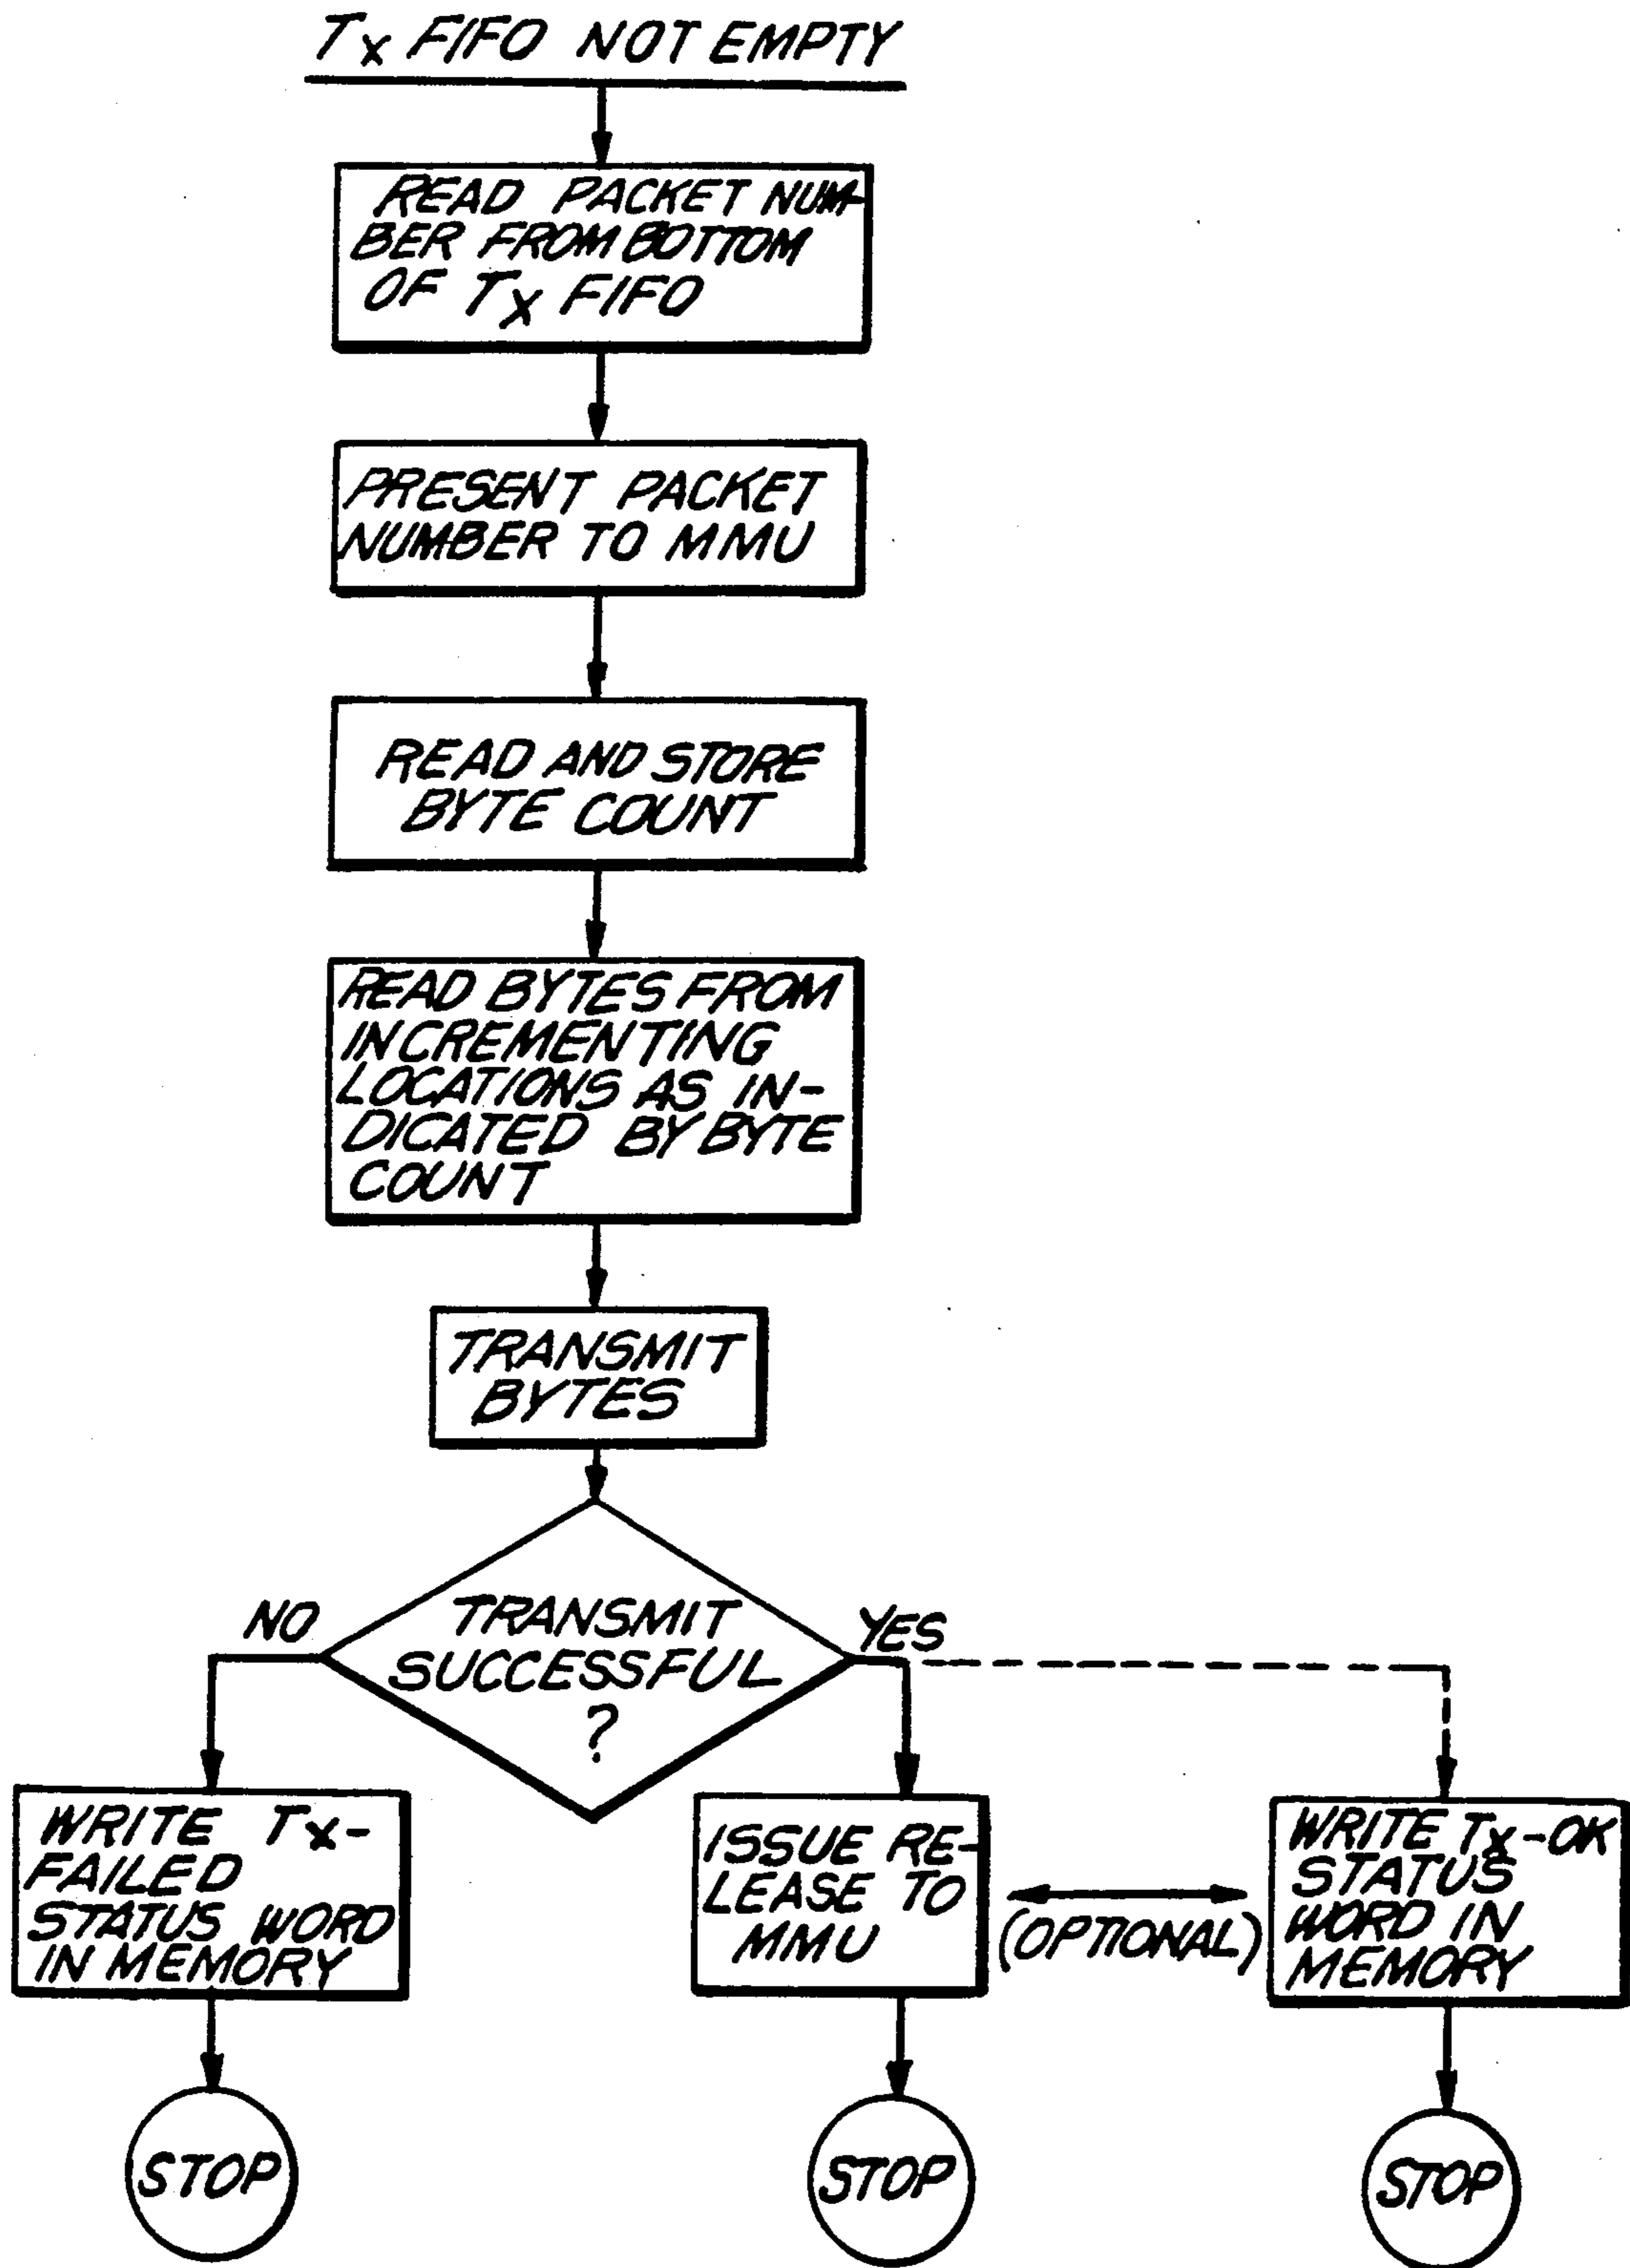 Tx FIFO NOT EMPTY
READ PACKET NUM-
BER FROM BOTTOM
OF Tx FIFO
PRESENT PACKET
NUMBER TO MMU
READ AND STORE
BYTE COUNT
READ BYTES FROM
INCREMENTING
LOCATIONS AS IN-
DICATED BY BYTE
COUNT
TRANSMIT
BYTES
TRANSMIT
SUCCESSFUL
?
NO
YES
WRITE Tx-
FAILED
STATUS WORD
IN MEMORY
ISSUE RE-
LEASE TO
MMU
(OPTIONAL)
WRITE Tx-OK
STATUS
WORD IN
MEMORY
STOP
STOP
STOP